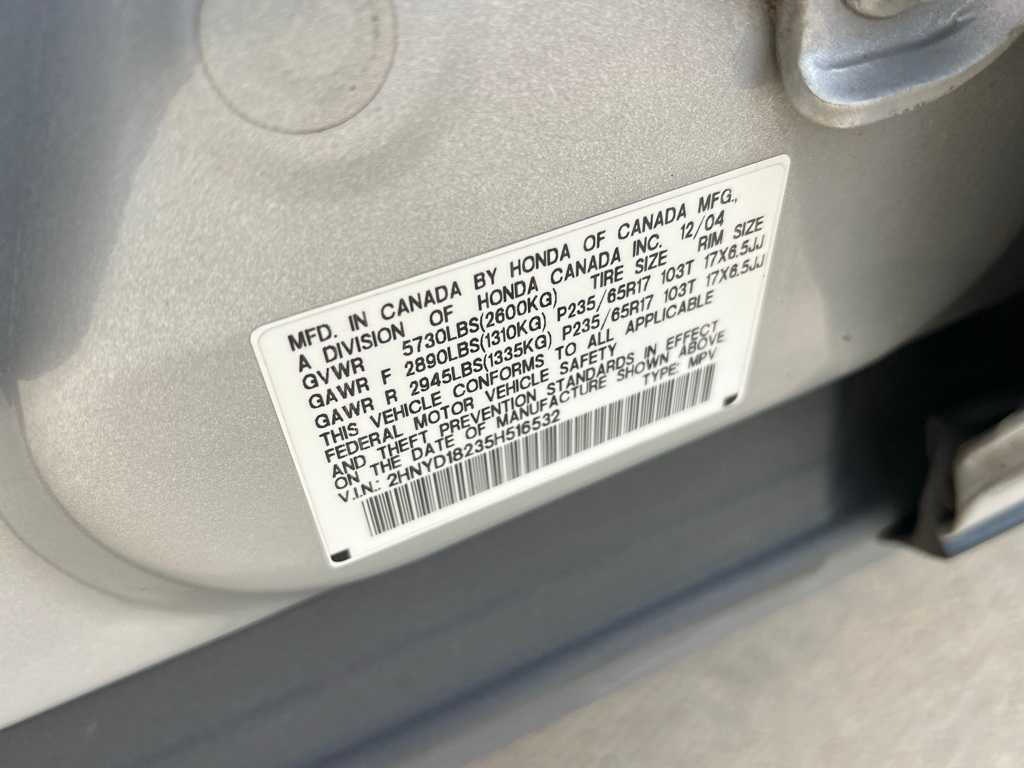 MFD. IN CANADA BY HONDA OF CANADA MFG.,
A DIVISION OF HONDA CANADA INC. 12/04
GVWR 5730LBS(2600KG) TIRE SIZE RIM SIZE
GAWR F 2890LBS(1310KG) P235/65R17 103T 17X6.5JJ
GAWR R 2945LBS(1335KG) P235/65R17 103T 17X6.5JJ
THIS VEHICLE CONFORMS TO ALL APPLICABLE
FEDERAL MOTOR VEHICLE SAFETY
AND THEFT PREVENTION STANDARDS IN EFFECT
ON THE DATE OF MANUFACTURE SHOWN ABOVE
V.I.N.: 2HNYD18235H516532 TYPE: MPV